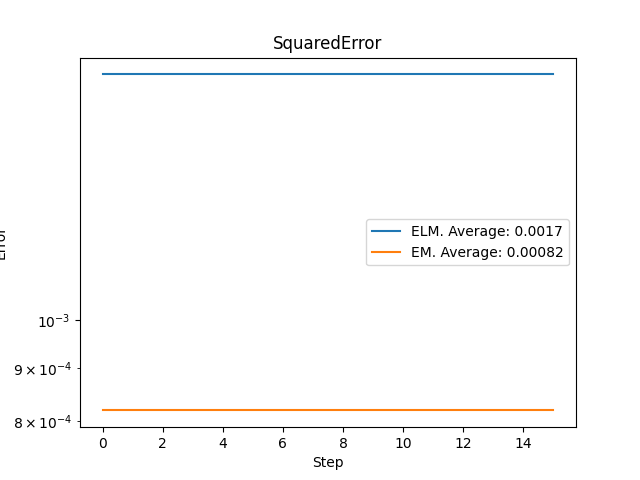 SquaredError
Error
ELM. Average: 0.0017
EM. Average: 0.00082
10⁻³
9 × 10⁻⁴
8 × 10⁻⁴
0 2 4 6 8 10 12 14
Step